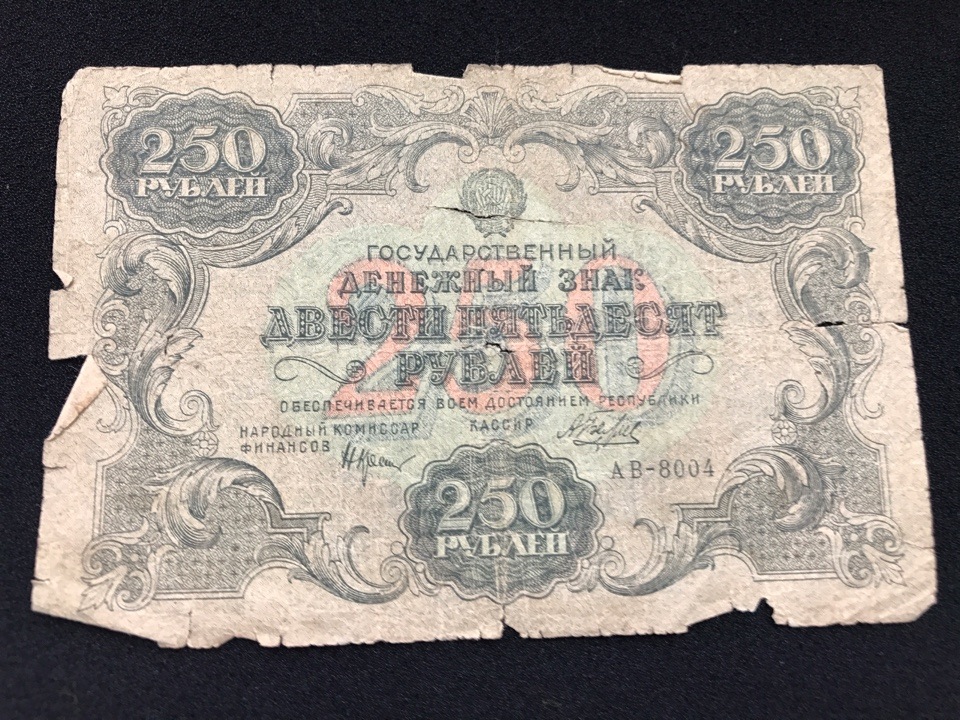 250
РУБЛЕЙ
250
РУБЛЕЙ
ГОСУДАРСТВЕННЫЙ
ДЕНЕЖНЫЙ ЗНАК
250
ДВЕСТИ ПЯТЬДЕСЯТ
РУБЛЕЙ
ОБЕСПЕЧИВАЕТСЯ ВСЕМ ДОСТОЯНИЕМ РЕСПУБЛИКИ
НАРОДНЫЙ КОМИССАР
ФИНАНСОВ
КАССИР
АВ-8004
250
РУБЛЕЙ